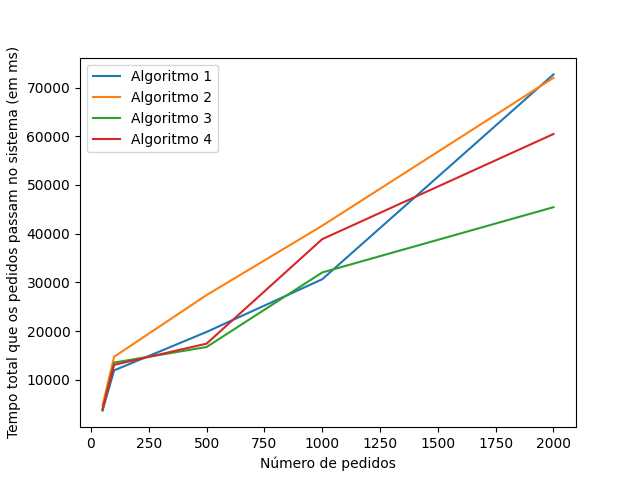 Algoritmo 1
Algoritmo 2
Algoritmo 3
Algoritmo 4
Tempo total que os pedidos passam no sistema (em ms)
70000
60000
50000
40000
30000
20000
10000
0 250 500 750 1000 1250 1500 1750 2000
Número de pedidos